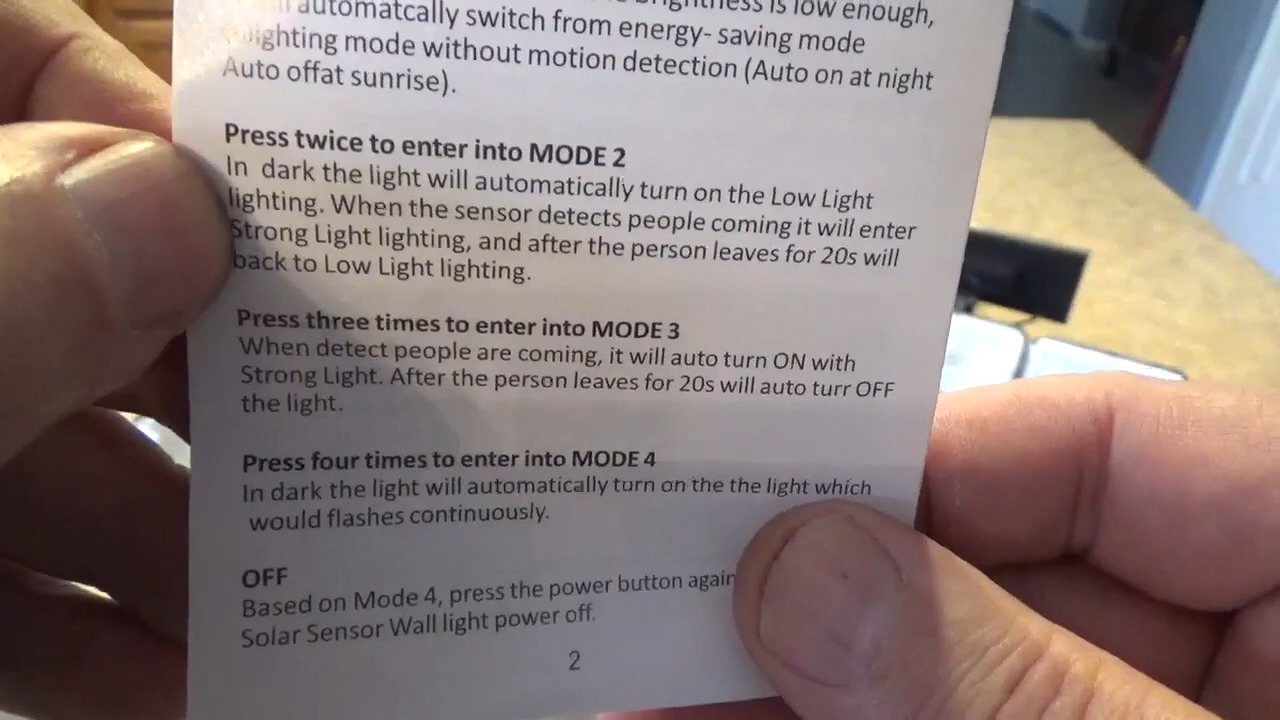 brightness is low enough,
automatcally switch from energy- saving mode
lighting mode without motion detection (Auto on at night
Auto offat sunrise).
Press twice to enter into MODE 2
In dark the light will automatically turn on the Low Light
lighting. When the sensor detects people coming it will enter
Strong Light lighting, and after the person leaves for 20s will
back to Low Light lighting.
Press three times to enter into MODE 3
When detect people are coming, it will auto turn ON with
Strong Light. After the person leaves for 20s will auto turr OFF
the light.
Press four times to enter into MODE 4
In dark the light will automatically turn on the the light which
would flashes continuously.
OFF
Based on Mode 4, press the power button again
Solar Sensor Wall light power off.
2